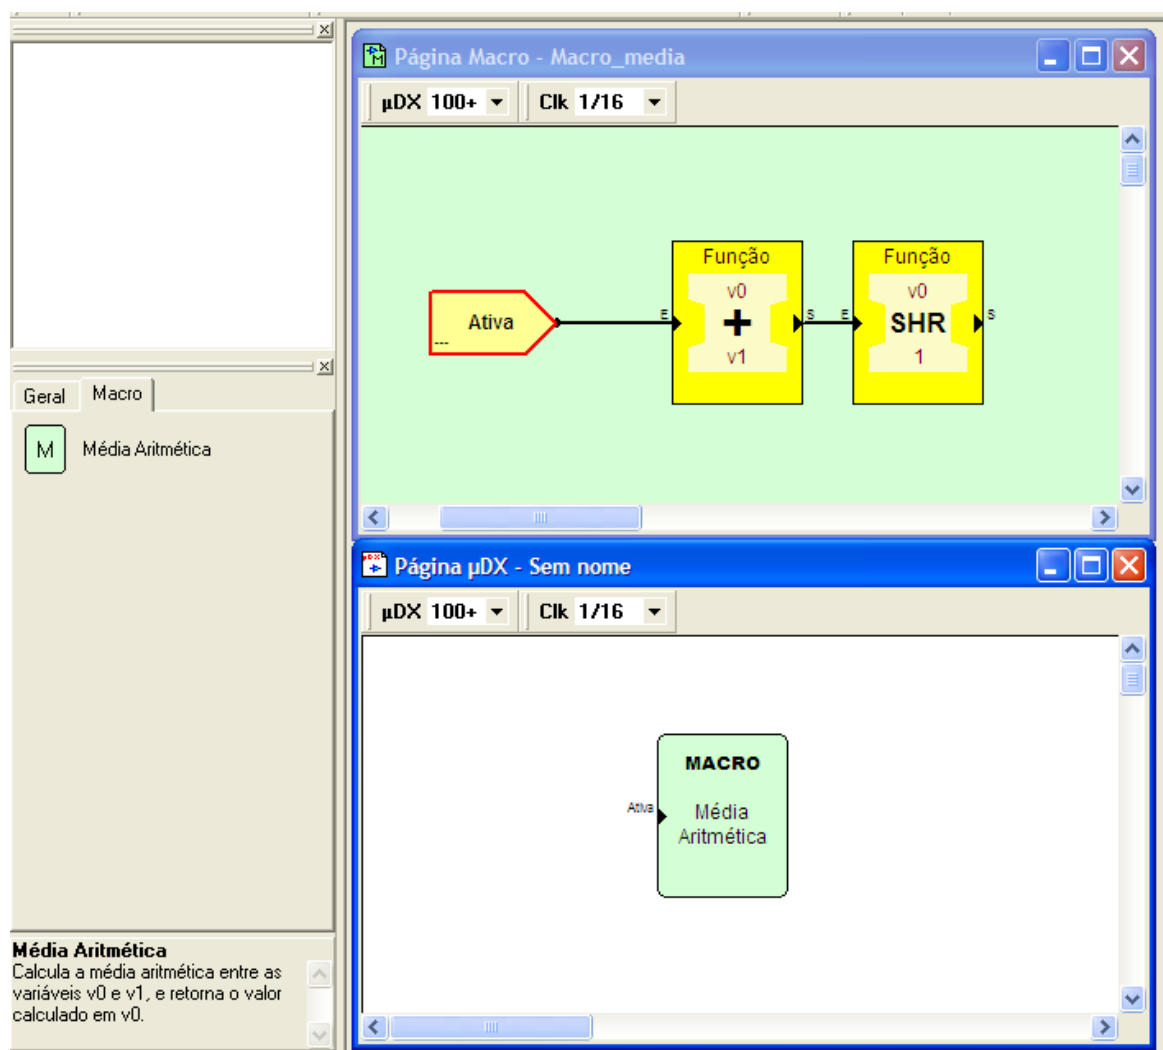 Página Macro - Macro_media
µDX 100+ Clk 1/16
Função Função
v0 v0
Ativa E + S E SHR S
--- v1 1
Geral Macro
M Média Aritmética
Página µDX - Sem nome
µDX 100+ Clk 1/16
MACRO
Ativa Média
Aritmética
Média Aritmética
Calcula a média aritmética entre as
variáveis v0 e v1, e retorna o valor
calculado em v0.